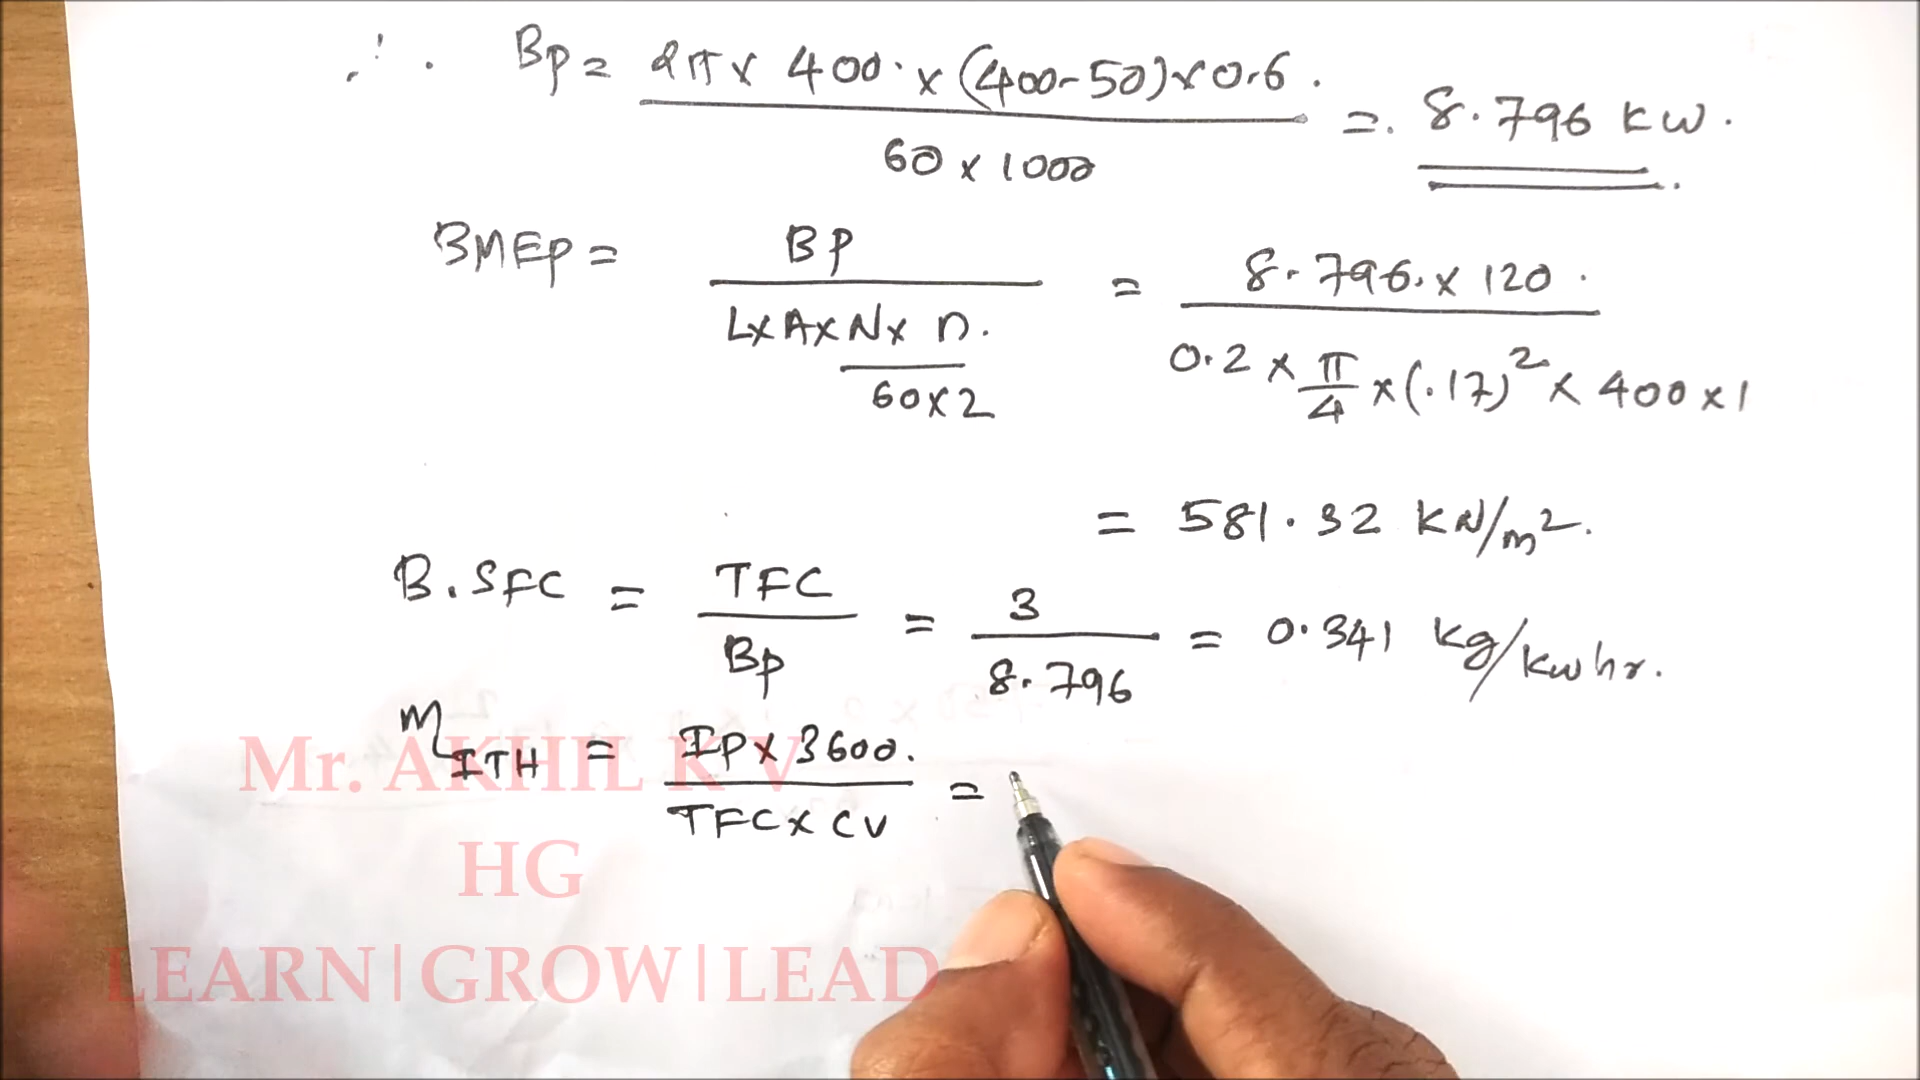 ∴ Bp = 2π × 400 × (400-50) × 0.6 / 60 × 1000 = 8.796 KW.
BMEP = BP / L×A×N× n / 60×2 = 8.796 × 120 / 0.2 × π/4 × (.17)² × 400 × 1
= 581.32 KN/m².
B.SFC = TFC / Bp = 3 / 8.796 = 0.341 kg/kwhr.
η ITH = IP × 3600 / TFC × CV =
Mr. AKHIL K V
HG
LEARN|GROW|LEAD